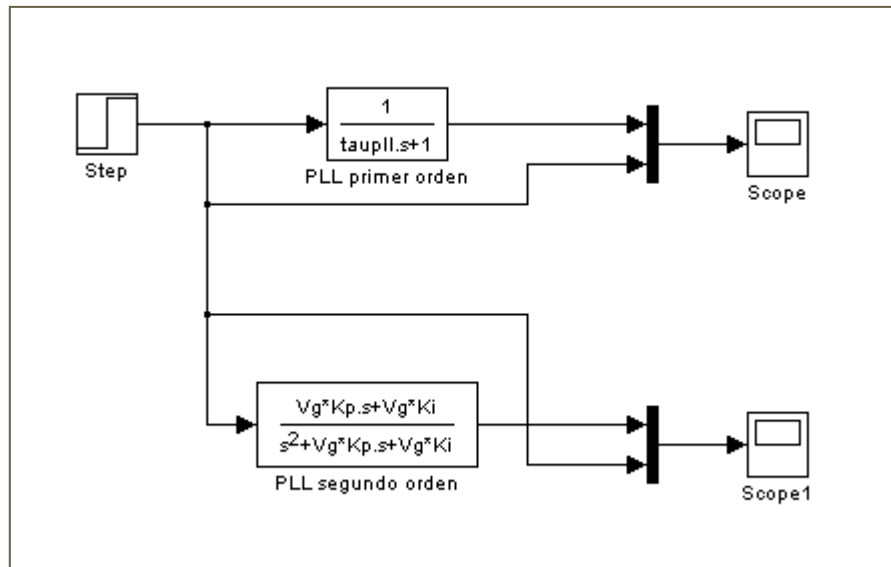 1
taupll.s+1
Step
PLL primer orden
Scope
Vg*Kp.s+Vg*Ki
s2+Vg*Kp.s+Vg*Ki
PLL segundo orden
Scope1